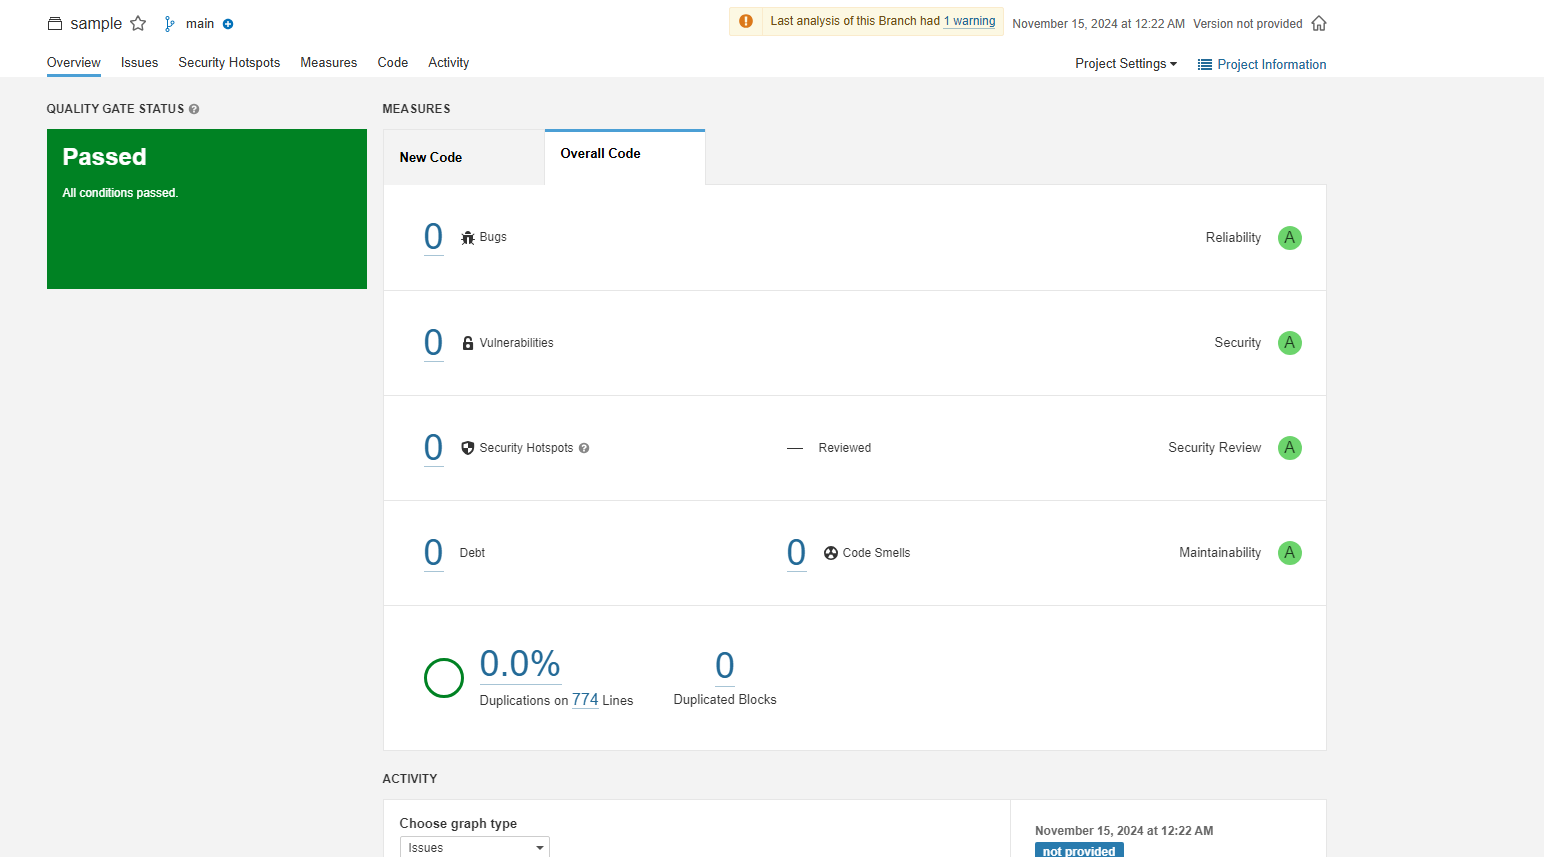 sample main Last analysis of this Branch had 1 warning November 15, 2024 at 12:22 AM Version not provided
Overview Issues Security Hotspots Measures Code Activity Project Settings Project Information
QUALITY GATE STATUS ?
Passed
All conditions passed.
MEASURES
New Code Overall Code
0 Bugs Reliability A
0 Vulnerabilities Security A
0 Security Hotspots ? — Reviewed Security Review A
0 Debt 0 Code Smells Maintainability A
0.0% 0
Duplications on 774 Lines Duplicated Blocks
ACTIVITY
Choose graph type
Issues
November 15, 2024 at 12:22 AM
not provided